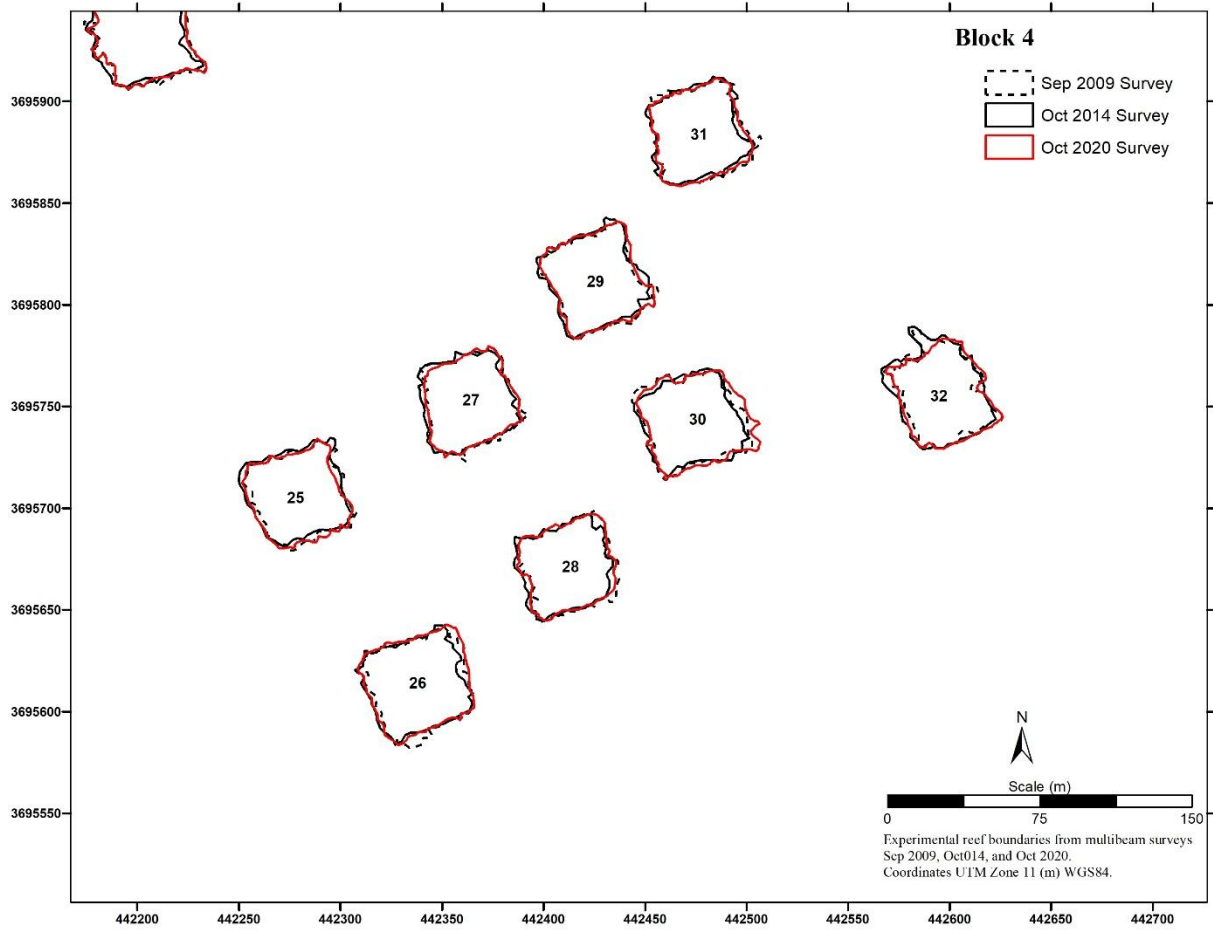 Block 4
Sep 2009 Survey
Oct 2014 Survey
Oct 2020 Survey
3695900
3695850
3695800
3695750
3695700
3695650
3695600
3695550
31
29
27
32
30
25
28
26
N
Scale (m)
0 75 150
Experimental reef boundaries from multibeam surveys
Sep 2009, Oct014, and Oct 2020.
Coordinates UTM Zone 11 (m) WGS84.
442200 442250 442300 442350 442400 442450 442500 442550 442600 442650 442700